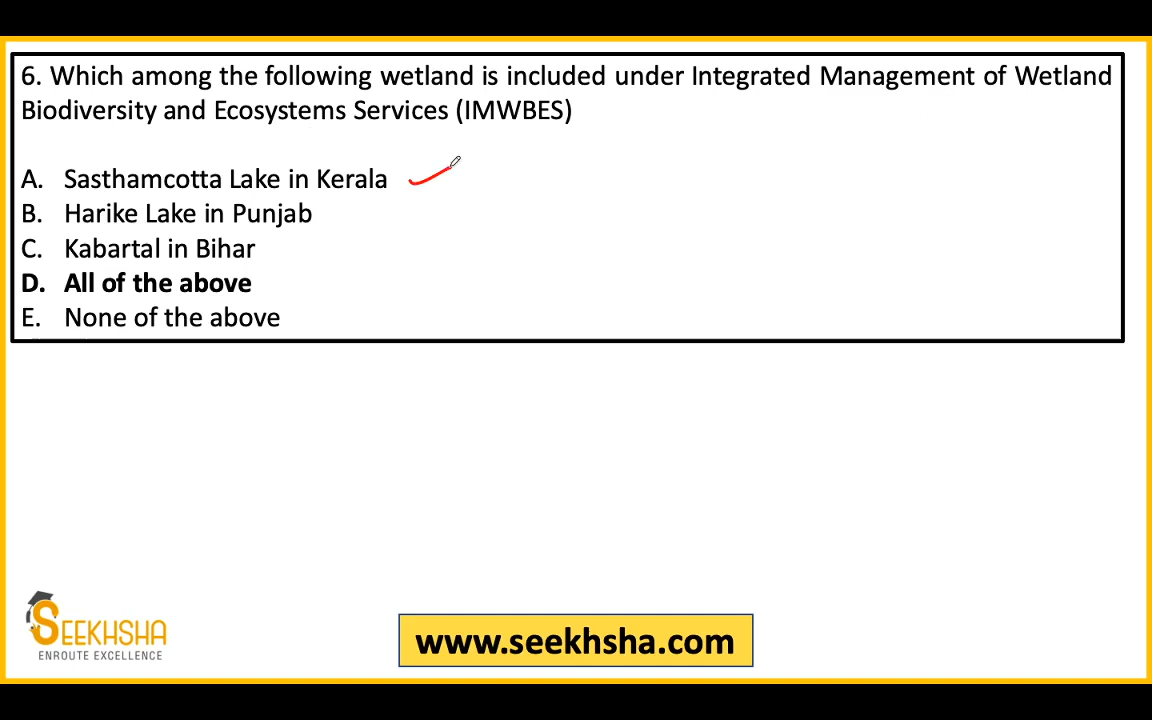 6. Which among the following wetland is included under Integrated Management of Wetland
Biodiversity and Ecosystems Services (IMWBES)
A. Sasthamcotta Lake in Kerala
B. Harike Lake in Punjab
C. Kabartal in Bihar
D. All of the above
E. None of the above
SEEKHSHA
ENROUTE EXCELLENCE
www.seekhsha.com